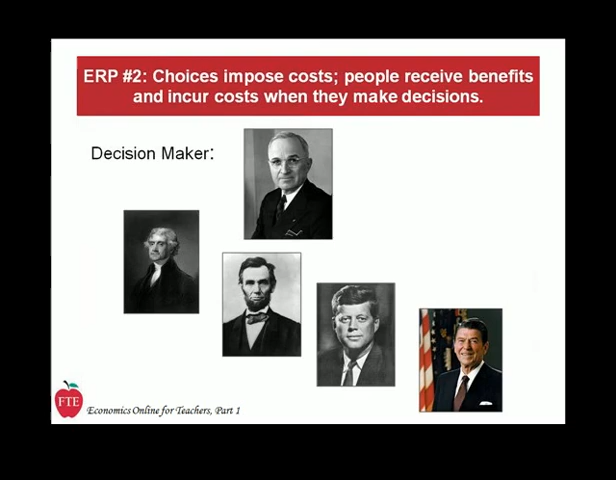 ERP #2: Choices impose costs; people receive benefits
and incur costs when they make decisions.
Decision Maker:
FTE
Economics Online for Teachers, Part 1